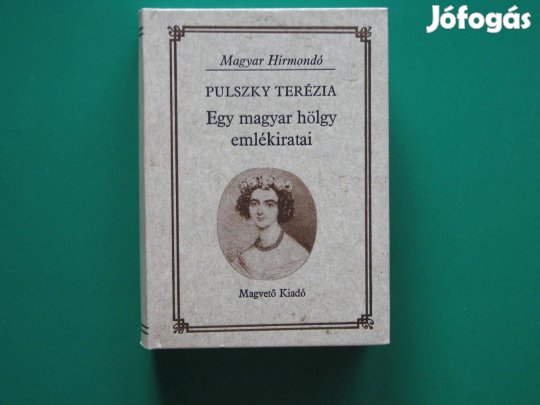 Jófogás
Magyar Hírmondó
PULSZKY TERÉZIA
Egy magyar hölgy
emlékiratai
Magvető Kiadó